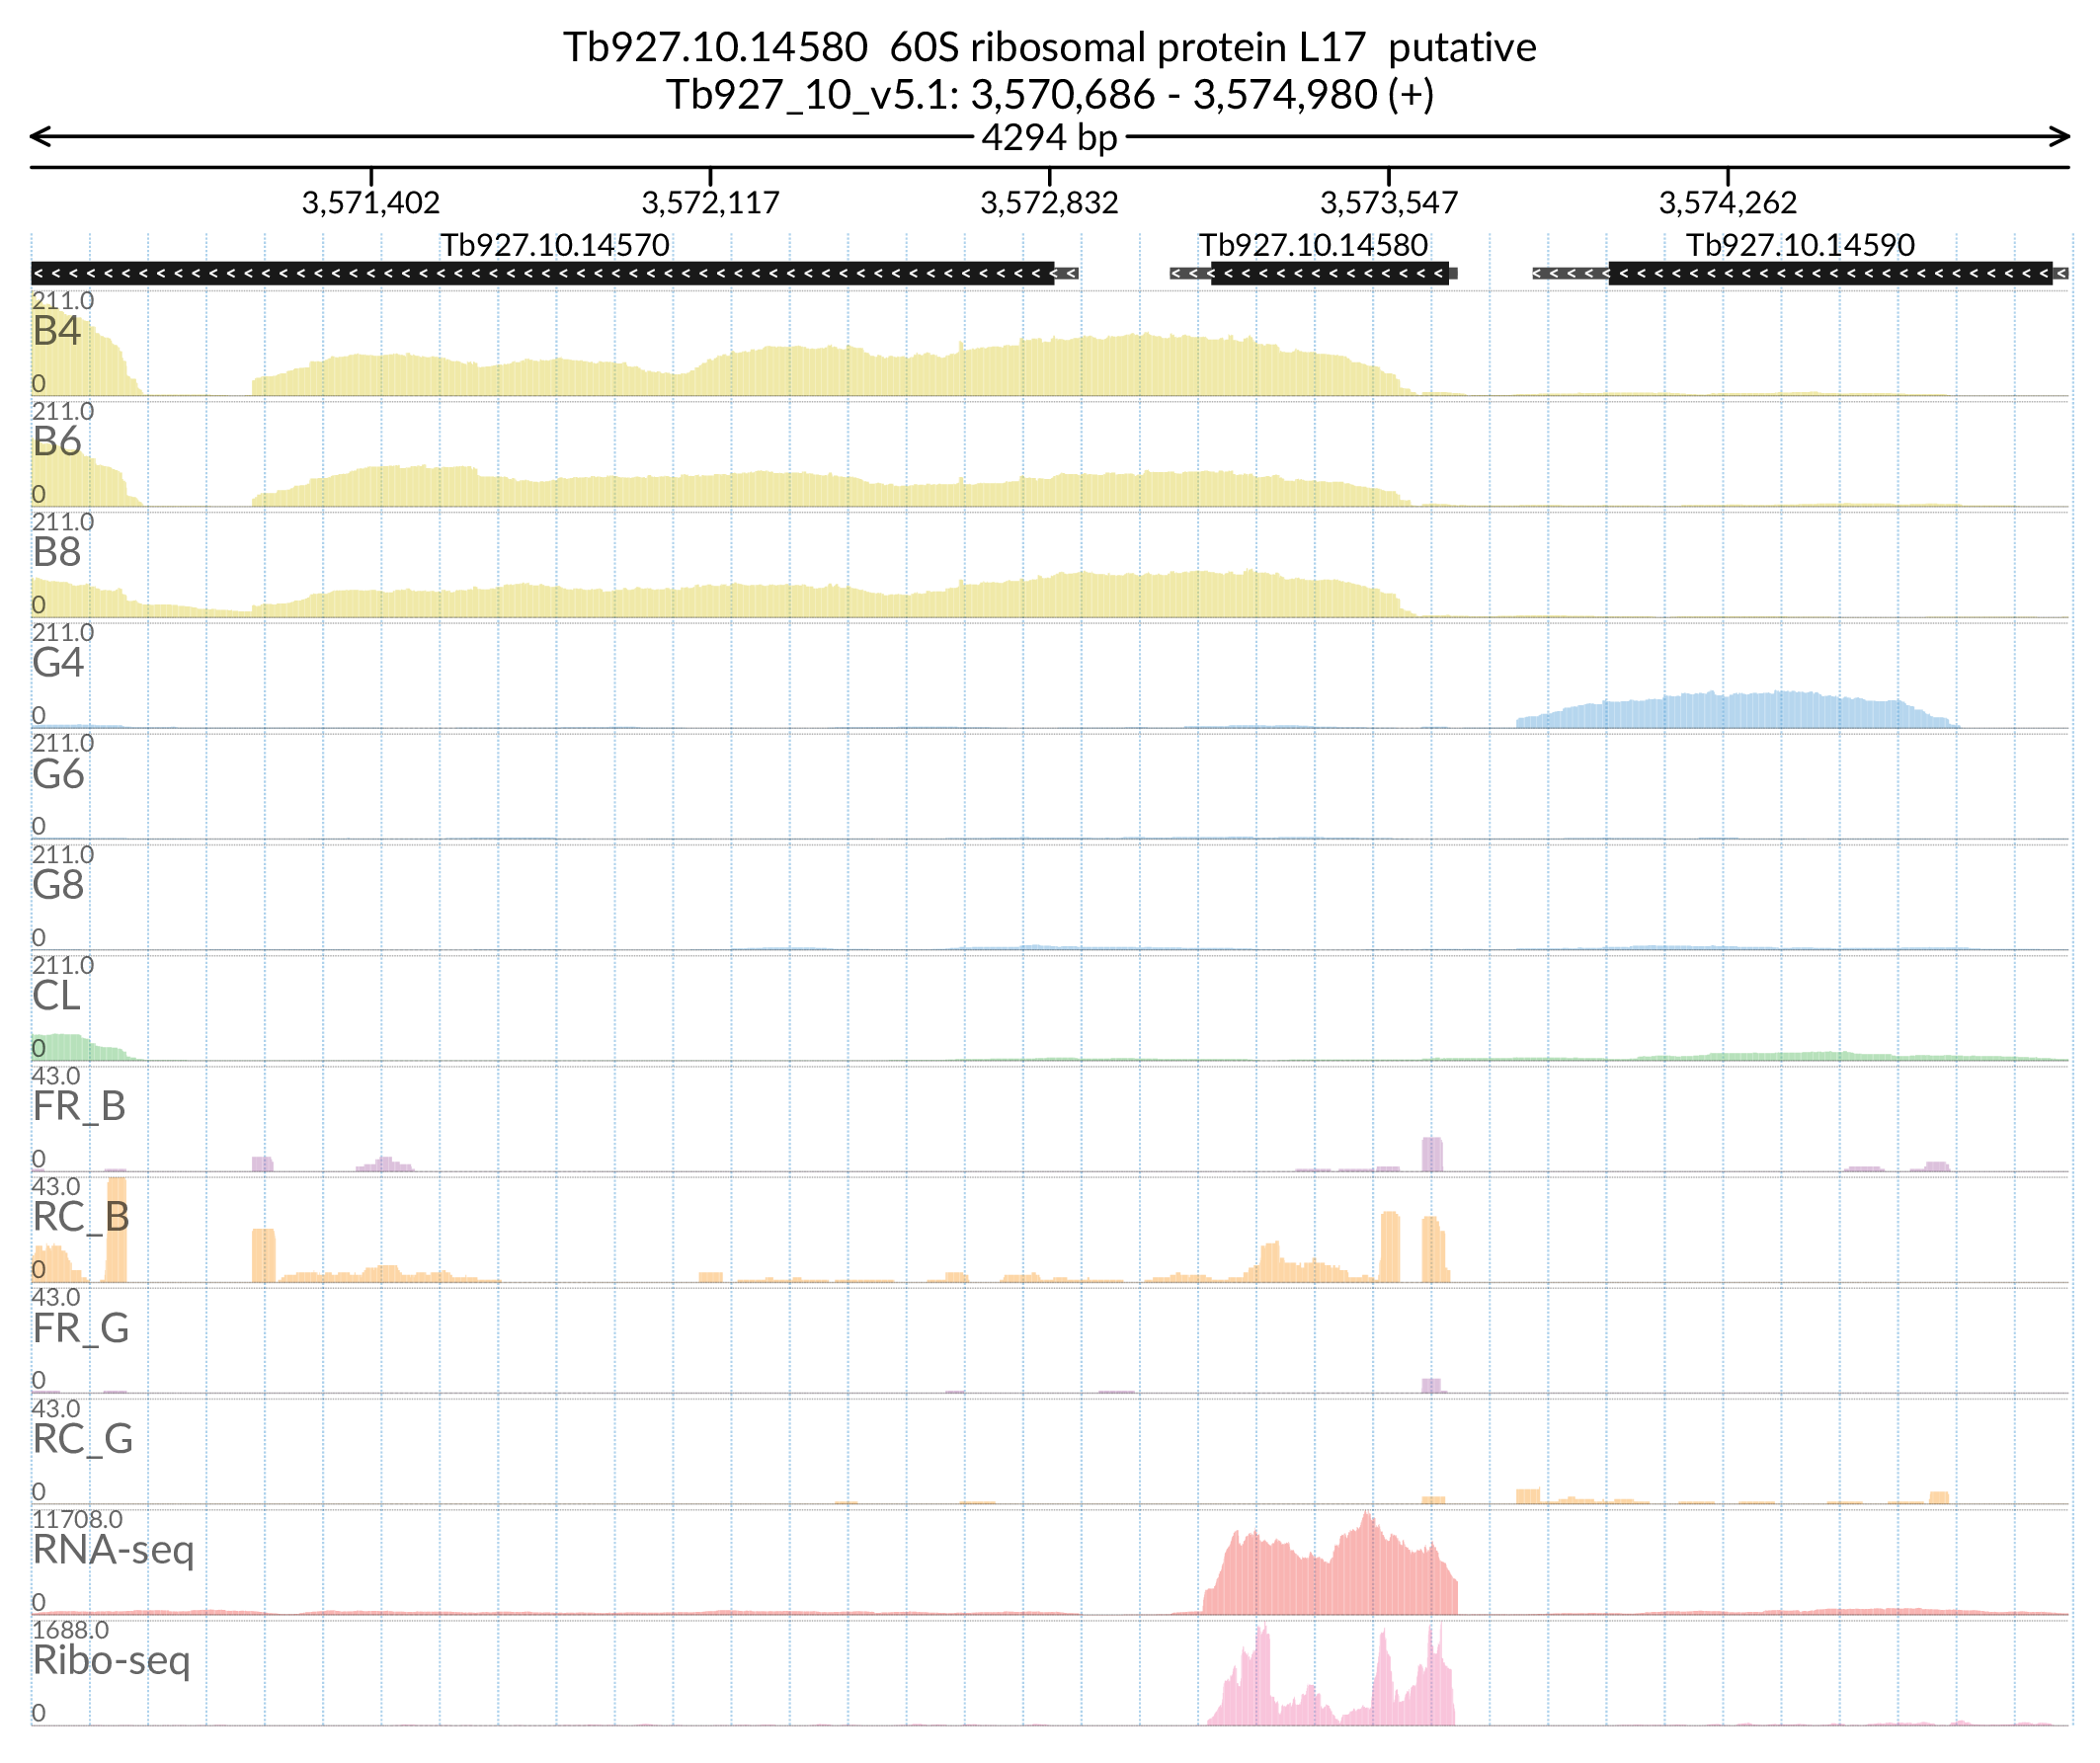 Tb927.10.14580  60S ribosomal protein L17  putative
Tb927_10_v5.1: 3,570,686 - 3,574,980 (+)
4294 bp
3,571,402 3,572,117 3,572,832 3,573,547 3,574,262
Tb927.10.14570 Tb927.10.14580 Tb927.10.14590
211.0
B4
0
211.0
B6
0
211.0
B8
0
211.0
G4
0
211.0
G6
0
211.0
G8
0
211.0
CL
0
43.0
FR_B
0
43.0
RC_B
0
43.0
FR_G
0
43.0
RC_G
0
11708.0
RNA-seq
0
1688.0
Ribo-seq
0